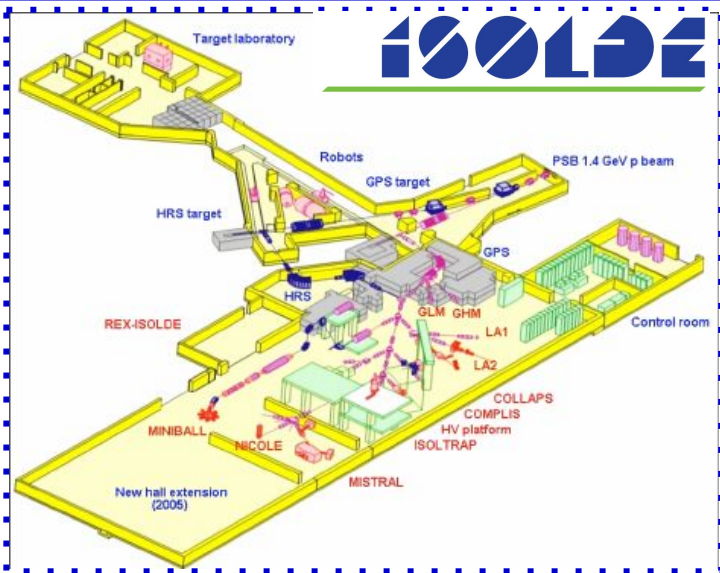 ISOLDE
Target laboratory
Robots
PSB 1.4 GeV p beam
GPS target
HRS target
GPS
HRS
GLM
GHM
REX-ISOLDE
LA1
Control room
LA2
COLLAPS
COMPLIS
HV platform
ISOLTRAP
MINIBALL
NICOLE
MISTRAL
New hall extension
(2005)